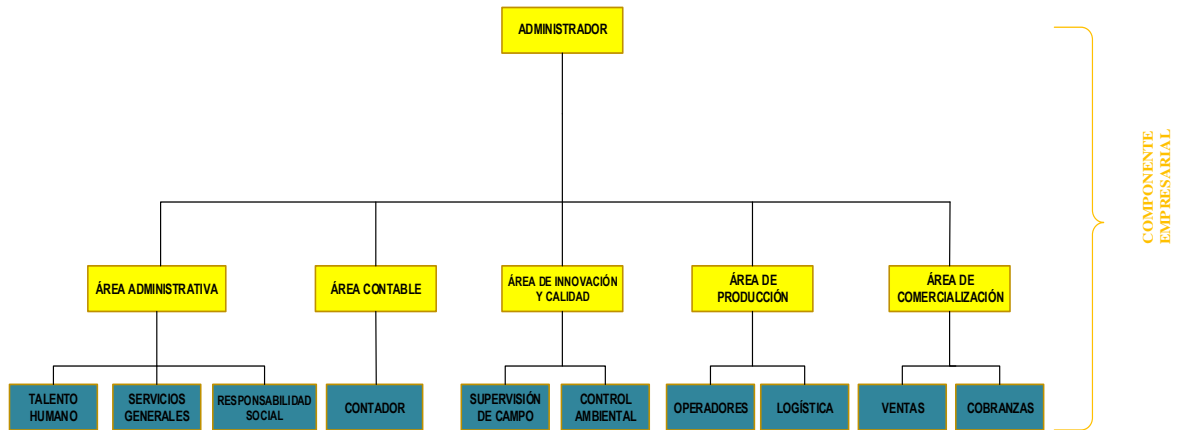 ADMINISTRADOR
COMPONENTE
EMPRESARIAL
ÁREA ADMINISTRATIVA
ÁREA CONTABLE
ÁREA DE INNOVACIÓN
Y CALIDAD
ÁREA DE
PRODUCCIÓN
ÁREA DE
COMERCIALIZACIÓN
TALENTO
HUMANO
SERVICIOS
GENERALES
RESPONSABILIDAD
SOCIAL
CONTADOR
SUPERVISIÓN
DE CAMPO
CONTROL
AMBIENTAL
OPERADORES
LOGÍSTICA
VENTAS
COBRANZAS